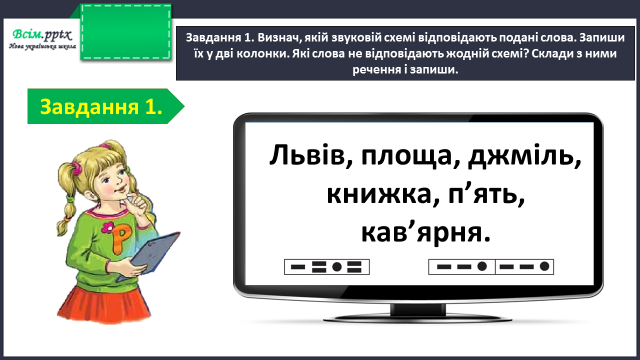 Всім.pptx
Нова українська школа
Завдання 1. Визнач, якій звуковій схемі відповідають подані слова. Запиши
їх у дві колонки. Які слова не відповідають жодній схемі? Склади з ними
речення і запиши.
Завдання 1.
Львів, площа, джміль,
книжка, п’ять,
кав’ярня.